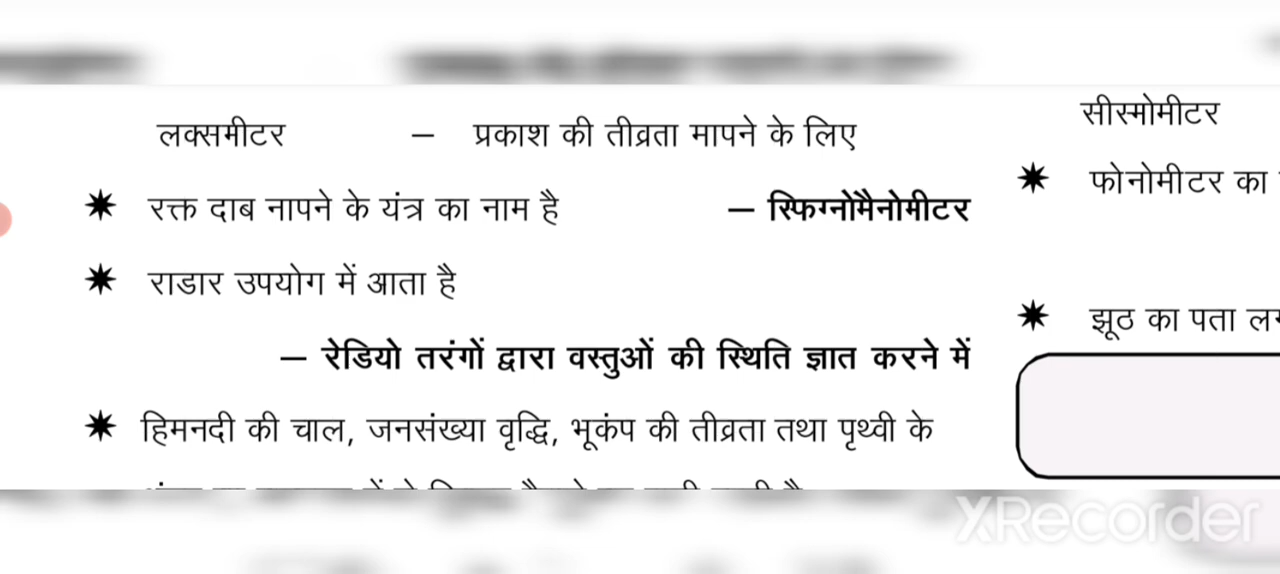 लक्समीटर – प्रकाश की तीव्रता मापने के लिए
✷ रक्त दाब नापने के यंत्र का नाम है – स्फिग्नोमैनोमीटर
✷ राडार उपयोग में आता है
– रेडियो तरंगों द्वारा वस्तुओं की स्थिति ज्ञात करने में
✷ हिमनदी की चाल, जनसंख्या वृद्धि, भूकंप की तीव्रता तथा पृथ्वी के
सीस्मोमीटर
✷ फोनोमीटर का
✷ झूठ का पता
XRecorder